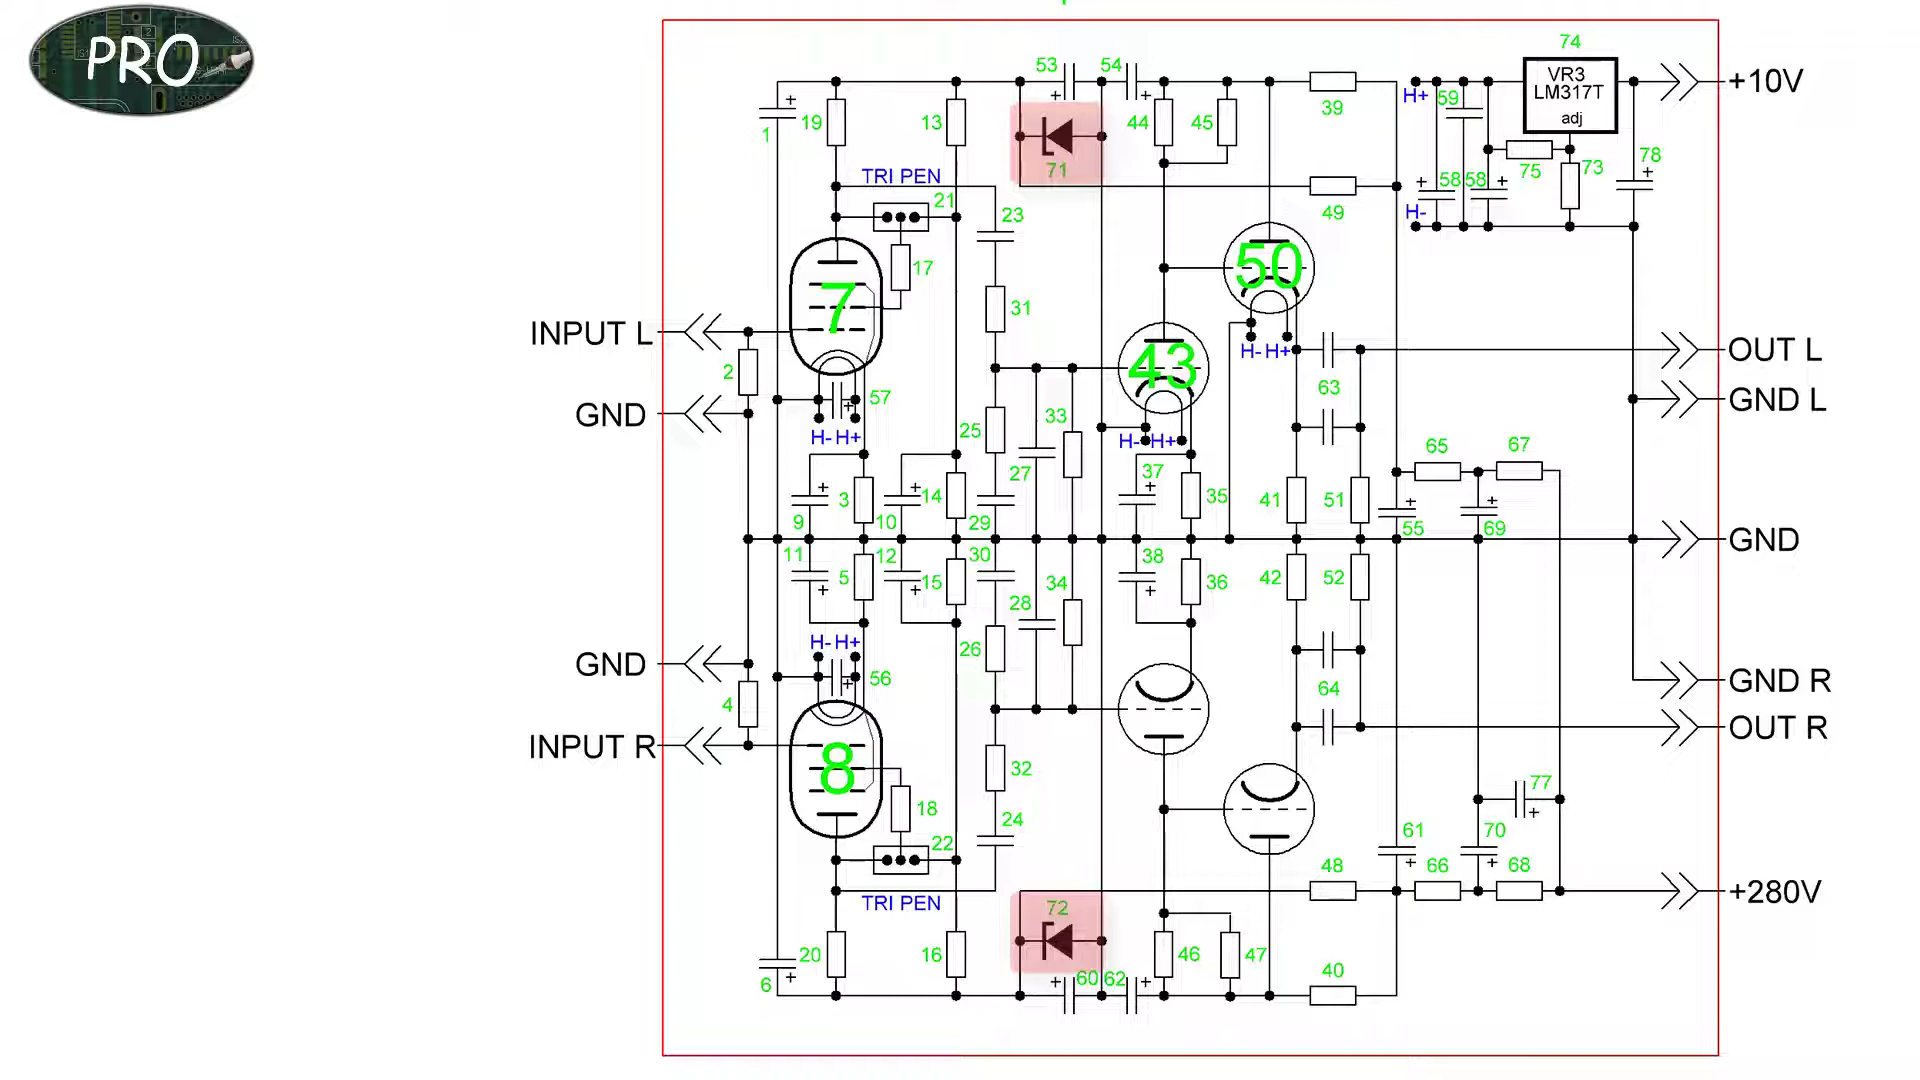 PRO
53 54 74
+ +
VR3
LM317T
adj
+10V
H+ 59
39
+ 1 19 13 44 45
71
75 73 78
+
TRI PEN
21
49
+ 58 58 +
H-
23
17
50
7
31
INPUT L
43
H- H+
OUT L
2
57
+
63
GND L
GND
H- H+
33
H- H+
25
65 67
27
37
+ 3 + 14 + 35 41 51 + +
9 10 29 55 69
GND
11 12 30 38
5 15 42 52
+ + + 36
34
28
H- H+
26
GND
56
+
GND R
4
64
OUT R
INPUT R
8
32
77
+
18
24
61 70
22
48 + 66 + 68
+280V
TRI PEN
72
20 16 46 47
+
6
60 62
+ +
40